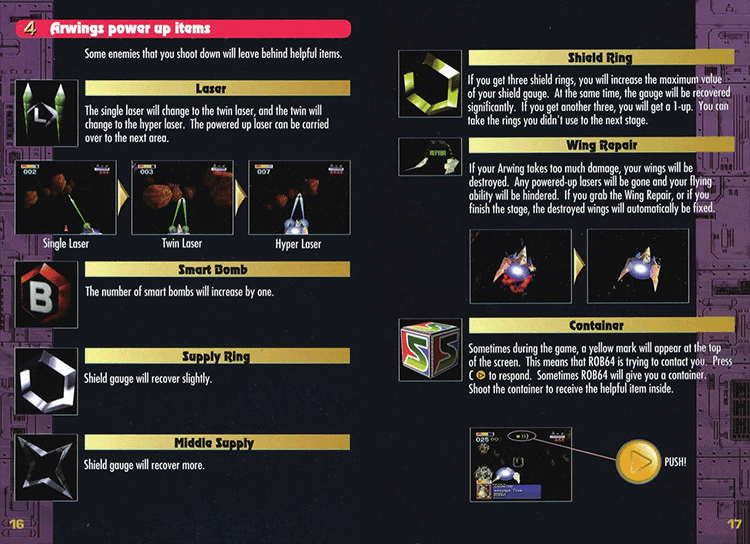 4 Arwings power up items
Some enemies that you shoot down will leave behind helpful items.
Laser
L
The single laser will change to the twin laser, and the twin will
change to the hyper laser. The powered up laser can be carried
over to the next area.
002
003
007
Single Laser
Twin Laser
Hyper Laser
Smart Bomb
B
The number of smart bombs will increase by one.
Supply Ring
Shield gauge will recover slightly.
Middle Supply
Shield gauge will recover more.
16
Shield Ring
If you get three shield rings, you will increase the maximum value
of your shield gauge. At the same time, the gauge will be recovered
significantly. If you get another three, you will get a 1-up. You can
take the rings you didn't use to the next stage.
Wing Repair
REPAIR
If your Arwing takes too much damage, your wings will be
destroyed. Any powered-up lasers will be gone and your flying
ability will be hindered. If you grab the Wing Repair, or if you
finish the stage, the destroyed wings will automatically be fixed.
Container
S S
Sometimes during the game, a yellow mark will appear at the top
of the screen. This means that ROB64 is trying to contact you. Press
C to respond. Sometimes ROB64 will give you a container.
Shoot the container to receive the helpful item inside.
025
PUSH!
17